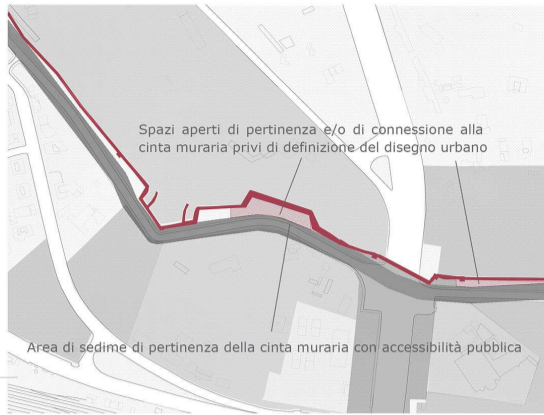 Spazi aperti di pertinenza e/o di connessione alla
cinta muraria privi di definizione del disegno urbano
Area di sedime di pertinenza della cinta muraria con accessibilità pubblica